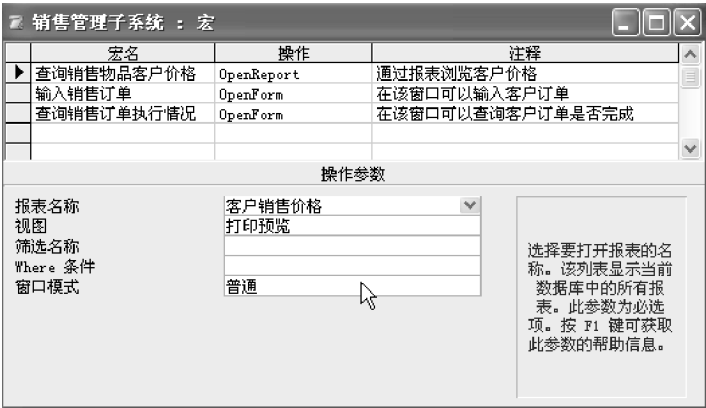 销售管理子系统 : 宏
宏名 操作 注释
查询销售物品客户价格 OpenReport 通过报表浏览客户价格
输入销售订单 OpenForm 在该窗口可以输入客户订单
查询销售订单执行情况 OpenForm 在该窗口可以查询客户订单是否完成
操作参数
报表名称 客户销售价格
视图 打印预览
筛选名称
Where 条件
窗口模式 普通
选择要打开报表的名
称。该列表显示当前
数据库中的所有报
表。此参数为必选
项。按 F1 键可获取
此参数的帮助信息。